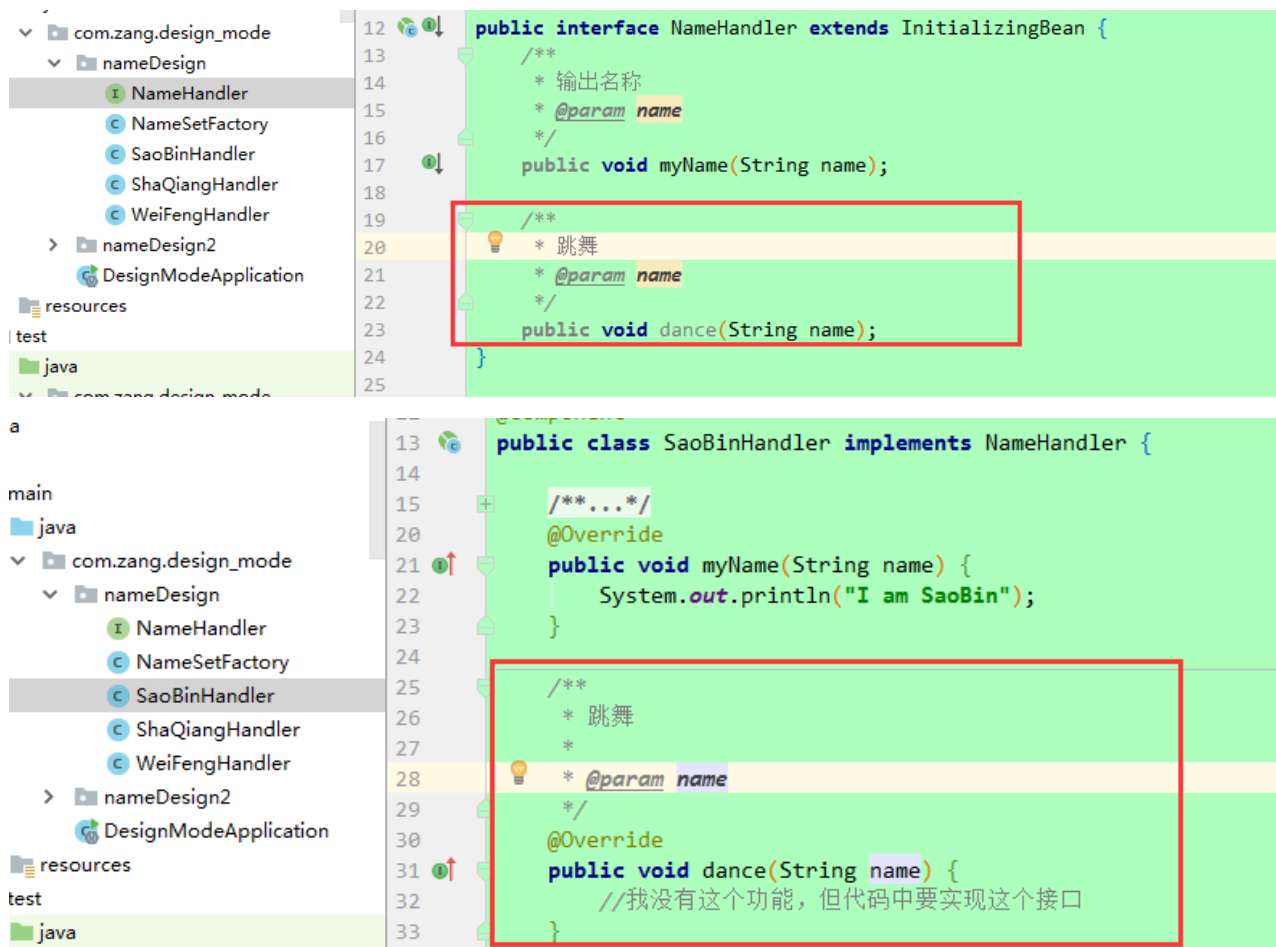 com.zang.design_mode
nameDesign
NameHandler
NameSetFactory
SaoBinHandler
ShaQiangHandler
WeiFengHandler
nameDesign2
DesignModeApplication
resources
test
java
com.zang.design_mode
12 public interface NameHandler extends InitializingBean {
13 /**
14 * 输出名称
15 * @param name
16 */
17 public void myName(String name);
18
19 /**
20 * 跳舞
21 * @param name
22 */
23 public void dance(String name);
24 }
25
a
main
java
com.zang.design_mode
nameDesign
NameHandler
NameSetFactory
SaoBinHandler
ShaQiangHandler
WeiFengHandler
nameDesign2
DesignModeApplication
resources
test
java
12 @Component
13 public class SaoBinHandler implements NameHandler {
14
15 /**...*/
20 @Override
21 public void myName(String name) {
22 System.out.println("I am SaoBin");
23 }
24
25 /**
26 * 跳舞
27 *
28 * @param name
29 */
30 @Override
31 public void dance(String name) {
32 //我没有这个功能，但代码中要实现这个接口
33 }